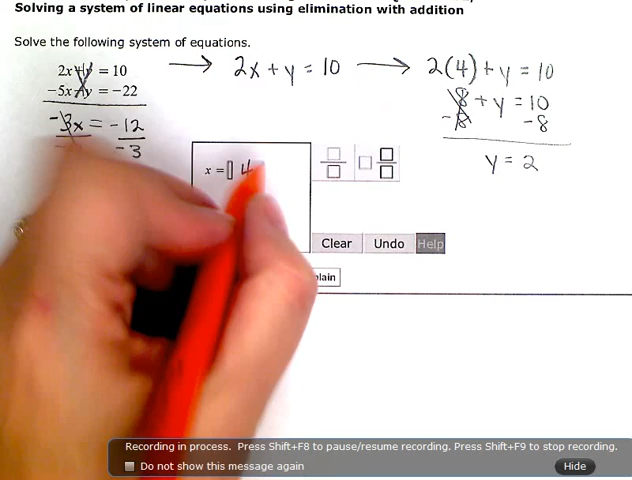 Solving a system of linear equations using elimination with addition
Solve the following system of equations.
2x+y = 10 → 2x + y = 10 → 2(4) + y = 10
−5x−y = −22
8 + y = 10
-3x = -12
-8 -8
-3
y = 2
x = 4
Clear Undo Help
lain
Recording in process. Press Shift+F8 to pause/resume recording. Press Shift+F9 to stop recording.
Do not show this message again
Hide